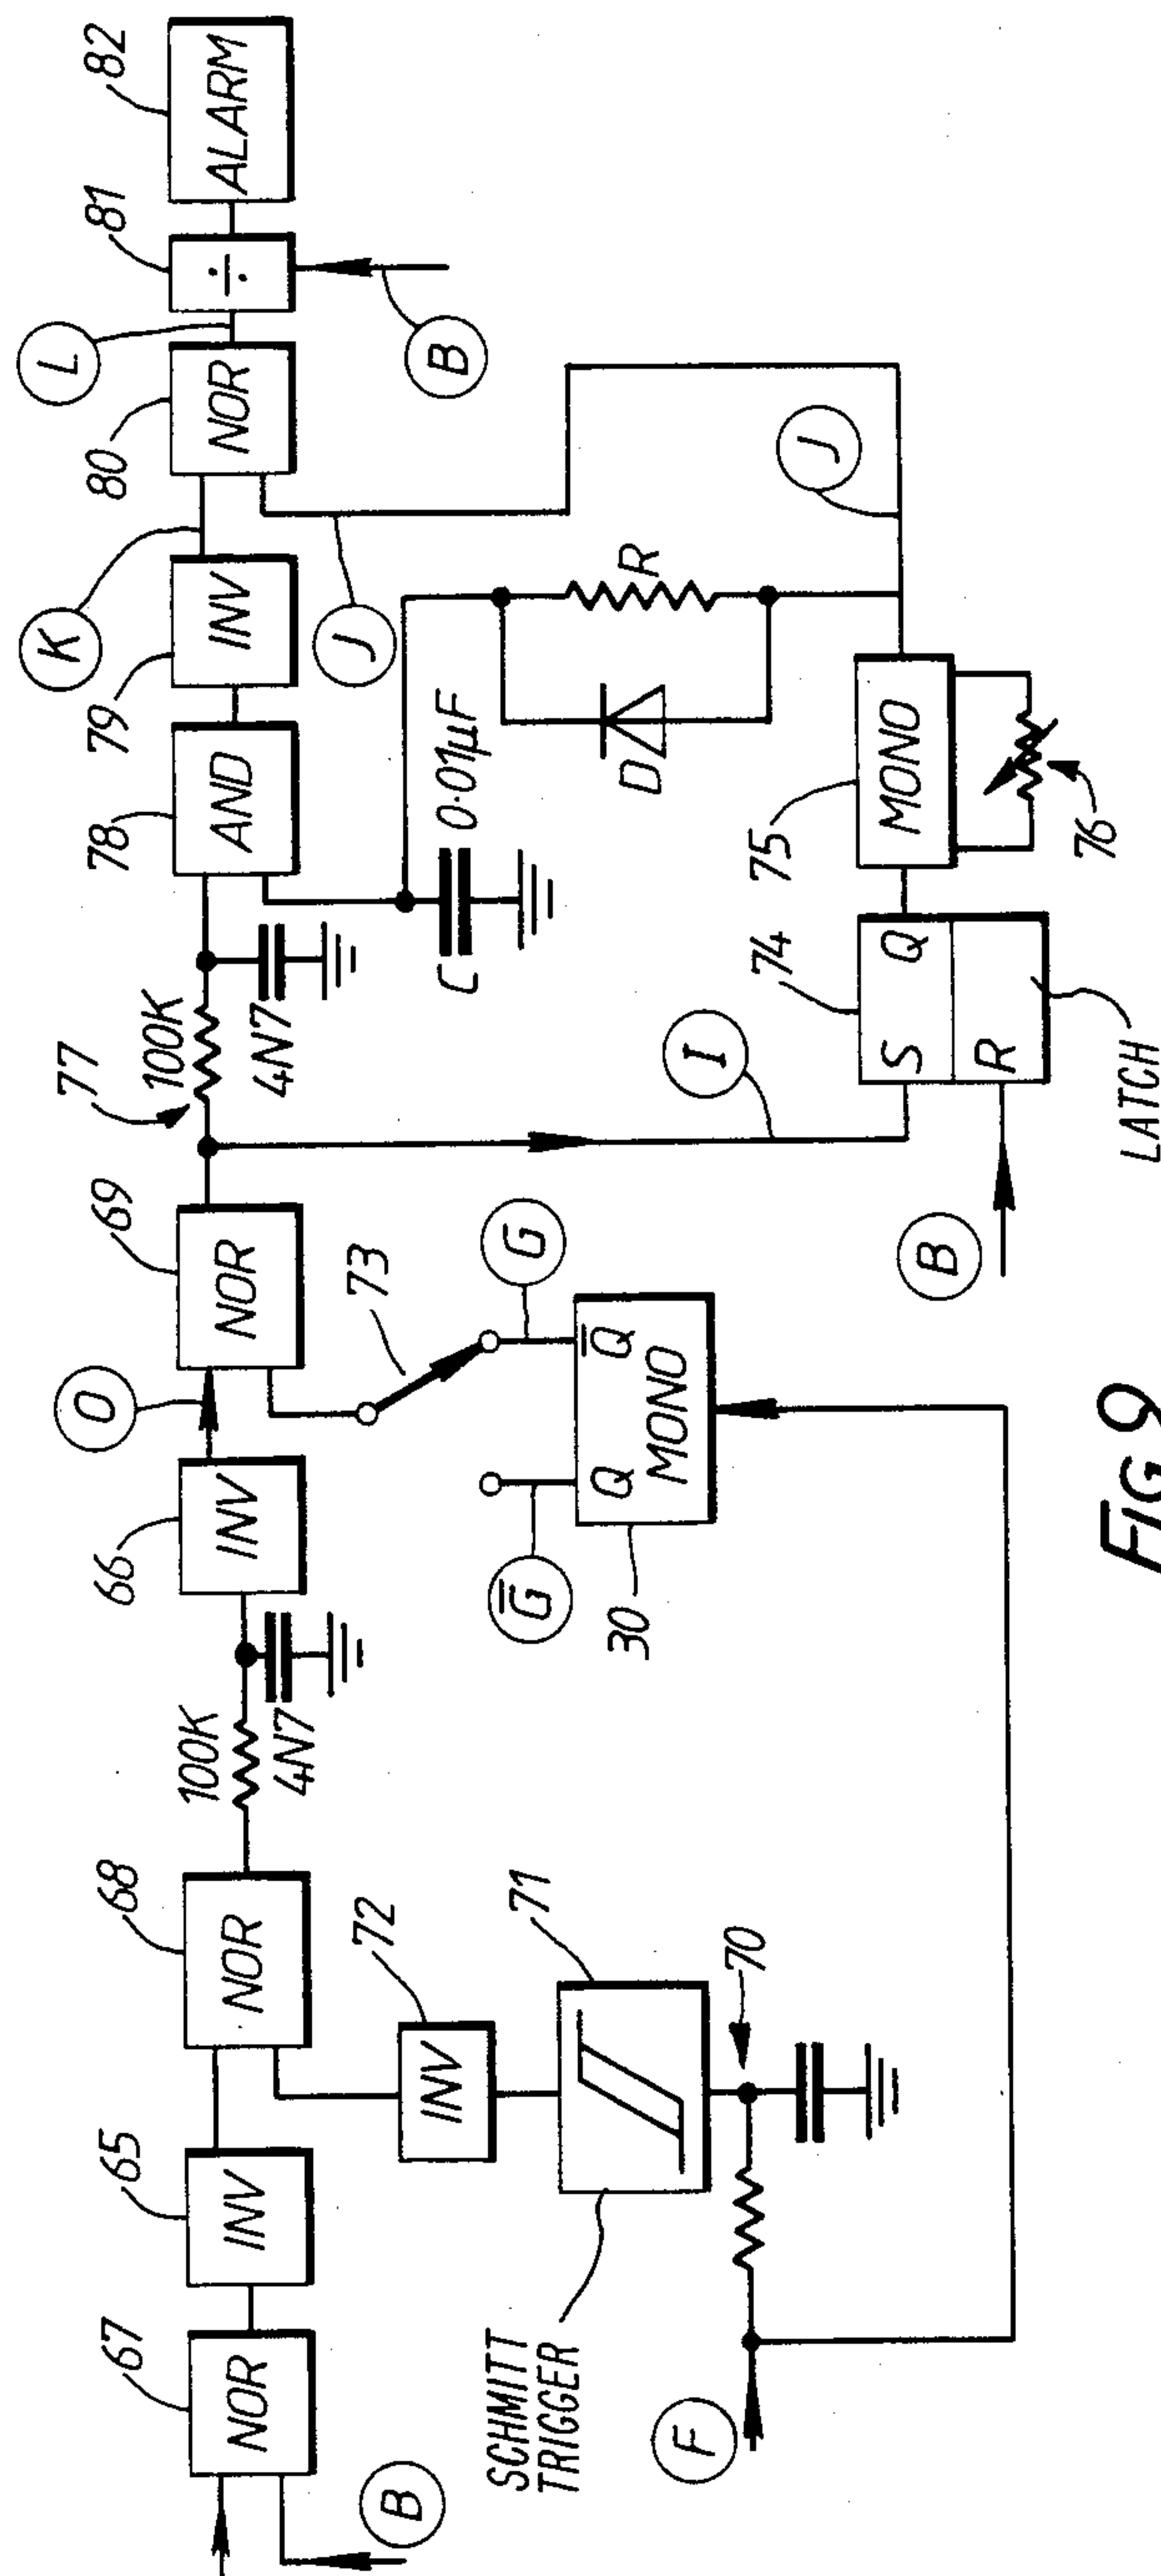 67
NOR
B
65
INV
68
NOR
100K
4N7
66
INV
O
69
NOR
77
100K
4N7
78
AND
79
INV
K
80
NOR
L
81
÷
B
82
ALARM
72
INV
71
SCHMITT
TRIGGER
70
F
73
G
G̅
Q
Q̅
MONO
30
I
C
0·01µF
D
R
J
J
74
S
Q
R
B
LATCH
75
MONO
76
FIG 9